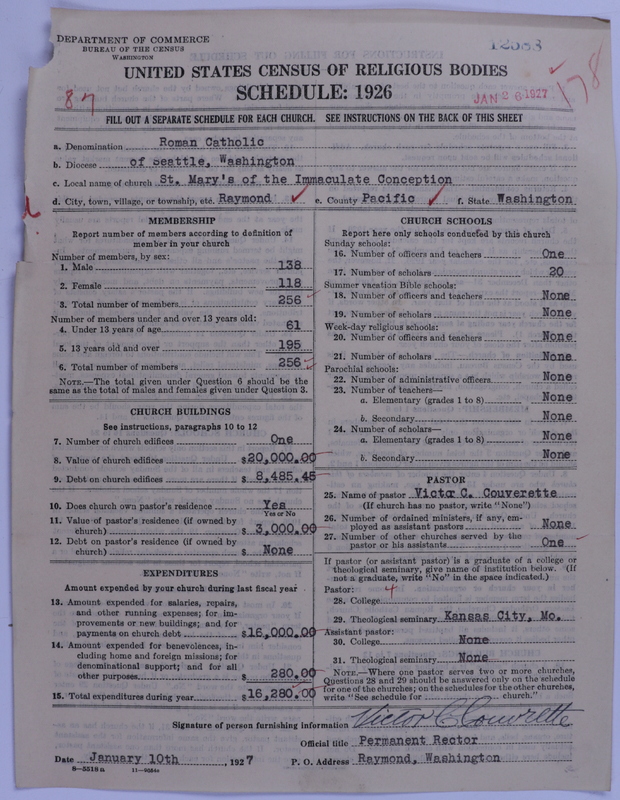 DEPARTMENT OF COMMERCE
BUREAU OF THE CENSUS
WASHINGTON
UNITED STATES CENSUS OF RELIGIOUS BODIES
SCHEDULE: 1926
87
JAN 26 1927
178
FILL OUT A SEPARATE SCHEDULE FOR EACH CHURCH. SEE INSTRUCTIONS ON THE BACK OF THIS SHEET
a. Denomination Roman Catholic
b. Diocese of Seattle, Washington
c. Local name of church St. Mary's of the Immaculate Conception
d. City, town, village, or township, etc. Raymond e. County Pacific f. State Washington
MEMBERSHIP
Report number of members according to definition of
member in your church
Number of members, by sex:
1. Male 138
2. Female 118
3. Total number of members 256
Number of members under and over 13 years old:
4. Under 13 years of age 61
5. 13 years old and over 195
6. Total number of members 256
NOTE.—The total given under Question 6 should be the
same as the total of males and females given under Question 3.
CHURCH BUILDINGS
See instructions, paragraphs 10 to 12
7. Number of church edifices One
8. Value of church edifices $20,000.00
9. Debt on church edifices $8,485.45
10. Does church own pastor's residence Yes
Yes or No
11. Value of pastor's residence (if owned by
church) $3,000.00
12. Debt on pastor's residence (if owned by
church) $ None
EXPENDITURES
Amount expended by your church during last fiscal year
13. Amount expended for salaries, repairs,
and other running expenses; for im-
provements or new buildings; and for
payments on church debt $16,000.00
14. Amount expended for benevolences, in-
cluding home and foreign missions; for
denominational support; and for all
other purposes $ 280.00
15. Total expenditures during year $16,280.00
CHURCH SCHOOLS
Report here only schools conducted by this church
Sunday schools:
16. Number of officers and teachers One
17. Number of scholars 20
Summer vacation Bible schools:
18. Number of officers and teachers None
19. Number of scholars None
Week-day religious schools:
20. Number of officers and teachers None
21. Number of scholars None
Parochial schools:
22. Number of administrative officers None
23. Number of teachers—
a. Elementary (grades 1 to 8) None
b. Secondary None
24. Number of scholars—
a. Elementary (grades 1 to 8) None
b. Secondary None
PASTOR
25. Name of pastor Victor C. Couverette
(If church has no pastor, write "None")
26. Number of ordained ministers, if any, em-
ployed as assistant pastors None
27. Number of other churches served by the
pastor or his assistants One
If pastor (or assistant pastor) is a graduate of a college or
theological seminary, give name of institution below. (If
not a graduate, write "No" in the space indicated.)
Pastor: 4
28. College
29. Theological seminary Kansas City, Mo.
Assistant pastor:
30. College None
31. Theological seminary None
NOTE.—Where one pastor serves two or more churches,
Questions 28 and 29 should be answered only on the schedule
for one of the churches; on the schedules for the other churches,
write "See schedule for church."
Signature of person furnishing information Victor C Couvrette
Official title Permanent Rector
Date January 10th , 1927 P. O. Address Raymond, Washington
8—5518a 11—9084